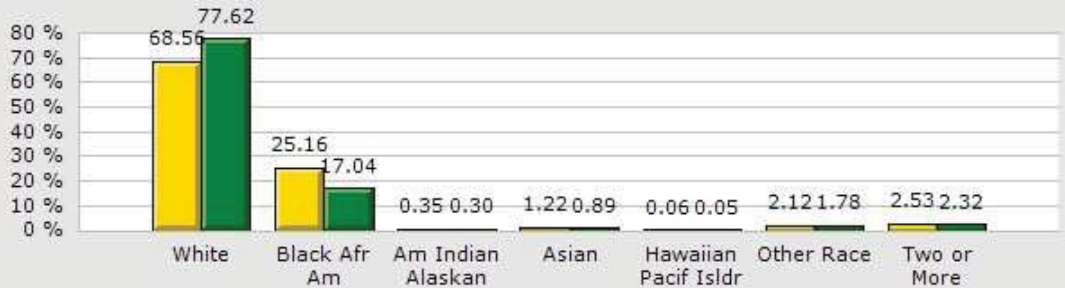 80 %
70 %
60 %
50 %
40 %
30 %
20 %
10 %
0 %
68.56 77.62
25.16 17.04
0.35 0.30
1.22 0.89
0.06 0.05
2.12 1.78
2.53 2.32
White
Black Afr
Am
Am Indian
Alaskan
Asian
Hawaiian
Pacif Isldr
Other Race
Two or
More